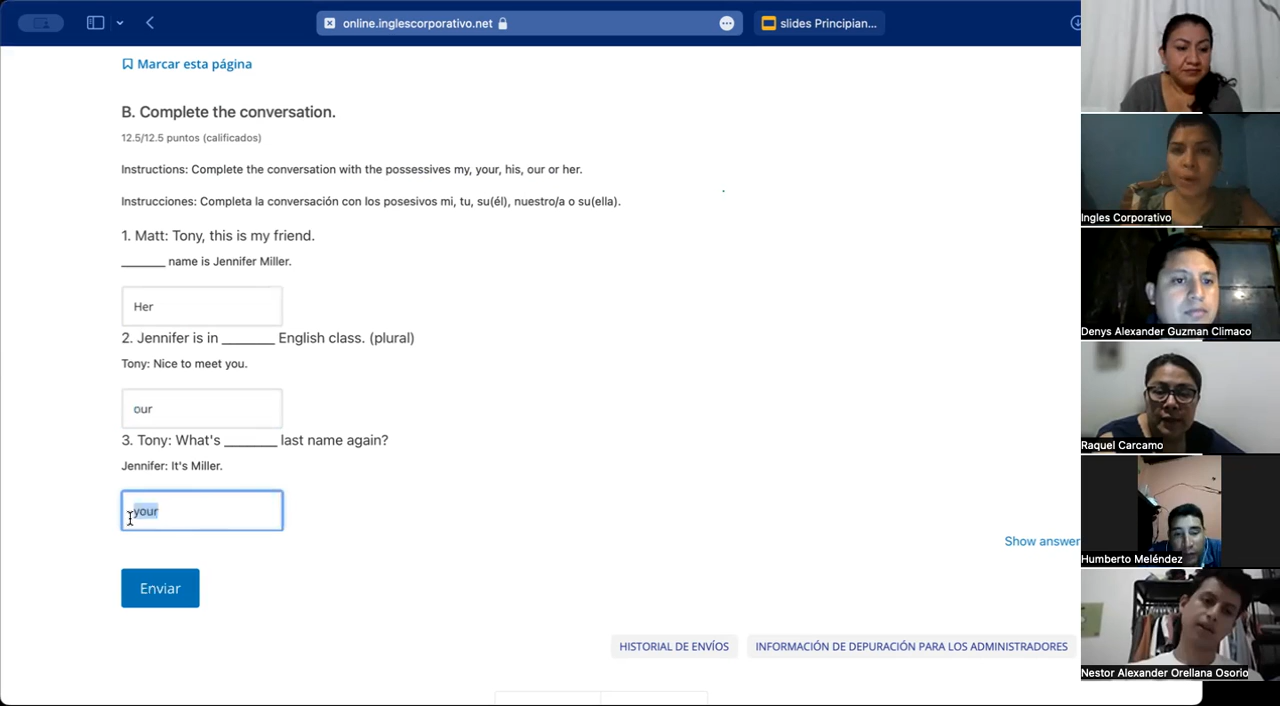 online.inglescorporativo.net
slides Principian...
Marcar esta página
B. Complete the conversation.
12.5/12.5 puntos (calificados)
Instructions: Complete the conversation with the possessives my, your, his, our or her.
Instrucciones: Completa la conversación con los posesivos mi, tu, su(él), nuestro/a o su(ella).
1. Matt: Tony, this is my friend.
_______ name is Jennifer Miller.
Her
2. Jennifer is in _______ English class. (plural)
Tony: Nice to meet you.
our
3. Tony: What's _______ last name again?
Jennifer: It's Miller.
your
Show answer
Enviar
HISTORIAL DE ENVÍOS
INFORMACIÓN DE DEPURACIÓN PARA LOS ADMINISTRADORES
Ingles Corporativo
Denys Alexander Guzman Climaco
Raquel Carcamo
Humberto Meléndez
Nestor Alexander Orellana Osorio